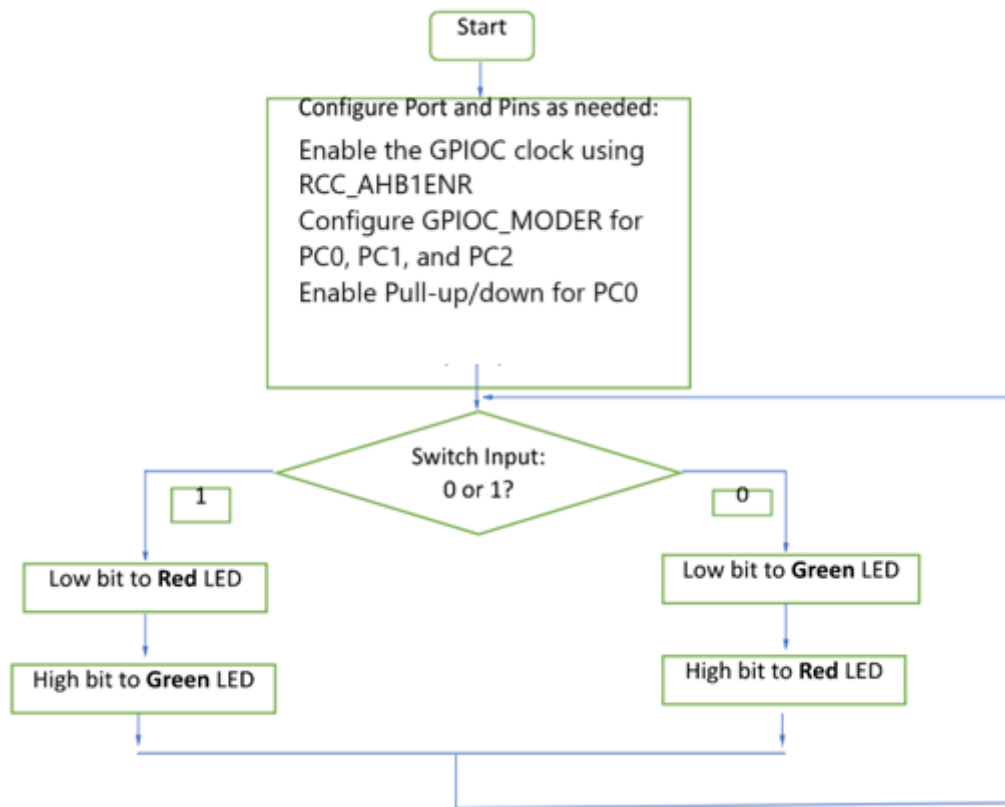 Start
Configure Port and Pins as needed:
Enable the GPIOC clock using
RCC_AHB1ENR
Configure GPIOC_MODER for
PC0, PC1, and PC2
Enable Pull-up/down for PC0
Switch Input:
0 or 1?
1
0
Low bit to Red LED
Low bit to Green LED
High bit to Green LED
High bit to Red LED